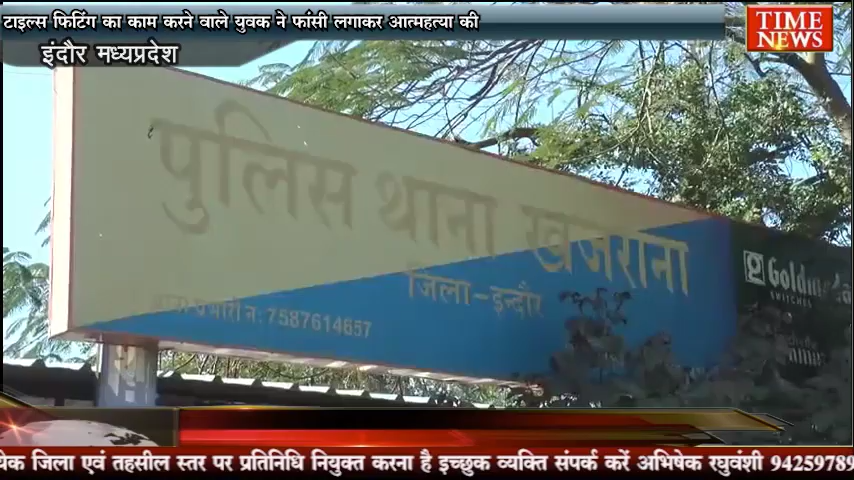 टाइल्स फिटिंग का काम करने वाले युवक ने फांसी लगाकर आत्महत्या की
इंदौर मध्यप्रदेश
TIME
NEWS
पुलिस थाना खजराना
जिला-इन्दौर
नः 7587614657
SWITCHES
जिला एवं तहसील स्तर पर प्रतिनिधि नियुक्त करना है इच्छुक व्यक्ति संपर्क करें अभिषेक रघुवंशी